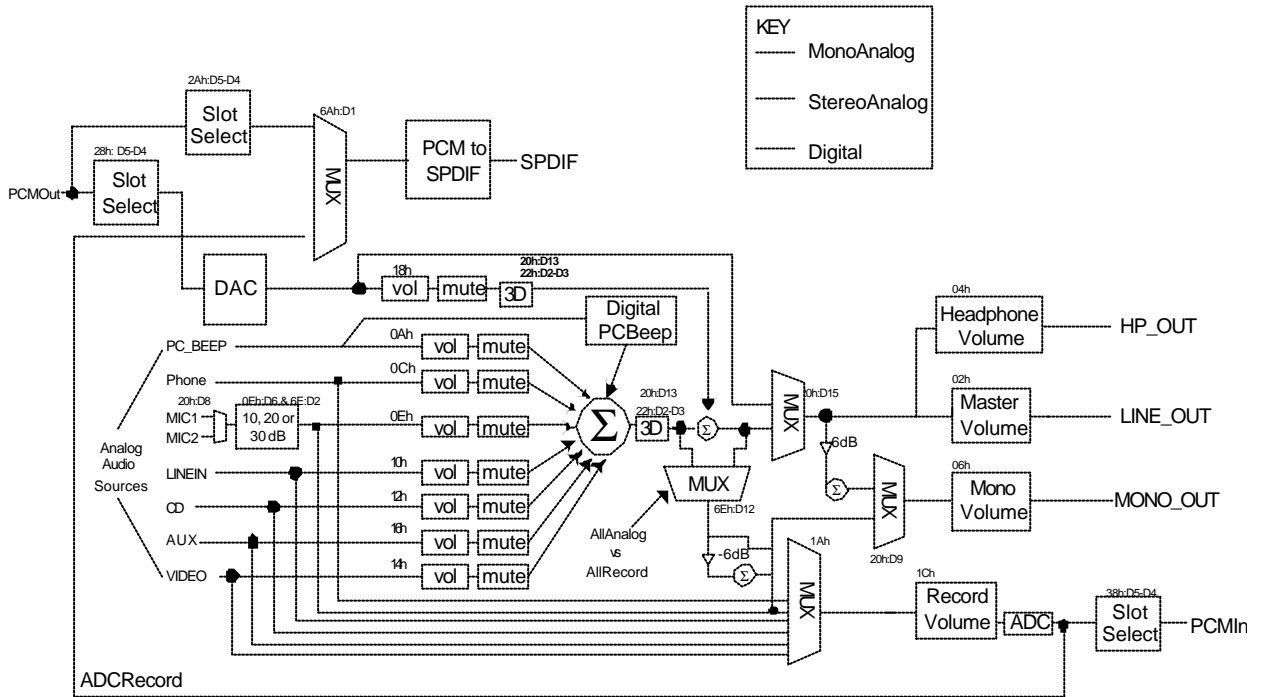 KEY
MonoAnalog
StereoAnalog
Digital
2Ah:D5-D4
Slot
Select
6Ah:D1
MUX
PCM to
SPDIF
SPDIF
28h: D5-D4
Slot
Select
PCMOut
DAC
18h
vol
mute
3D
20h:D13
22h:D2-D3
Digital
PCBeep
04h
Headphone
Volume
HP_OUT
PC_BEEP
0Ah
vol
mute
Phone
0Ch
vol
mute
20h:D8
MIC1
MIC2
0Eh:D6 & 6E:D2
10, 20 or
30 dB
0Eh
vol
mute
Σ
20h:D13
22h:D2-D3
3D
Σ
MUX
0h:D15
02h
Master
Volume
LINE_OUT
-6dB
Σ
Analog
Audio
Sources
LINEIN
10h
vol
mute
MUX
6Eh:D12
MUX
20h:D9
06h
Mono
Volume
MONO_OUT
CD
12h
vol
mute
AUX
16h
vol
mute
AllAnalog
vs
AllRecord
-6dB
Σ
VIDEO
14h
vol
mute
1Ah
MUX
1Ch
Record
Volume
ADC
38h:D5-D4
Slot
Select
PCMIn
ADCRecord